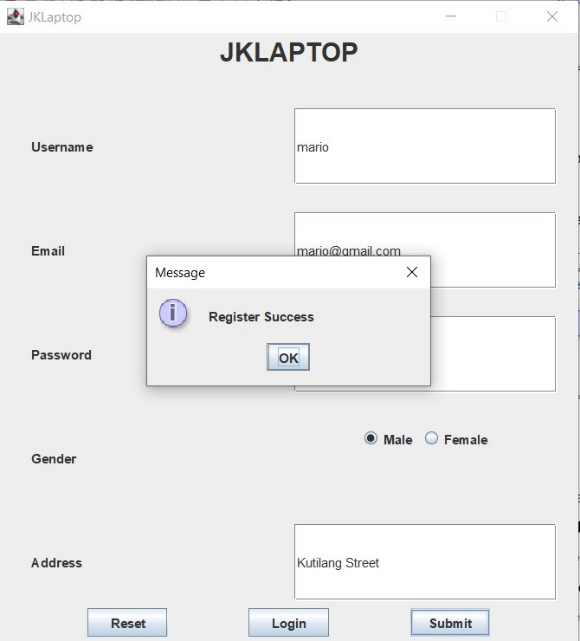 JKLaptop
JKLAPTOP
Username
mario
Email
mario@gmail.com
Message
Register Success
OK
Password
Male Female
Gender
Address
Kutilang Street
Reset Login Submit